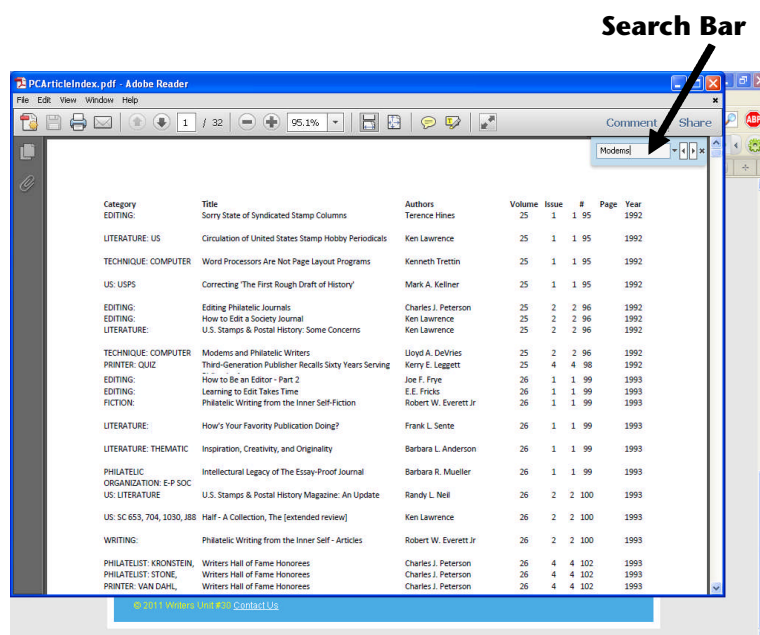 Search Bar
PCArticleIndex.pdf - Adobe Reader
File Edit View Window Help
1 / 32 95.1% Comment Share
ABP
Modems
Category Title Authors Volume Issue # Page Year
EDITING: Sorry State of Syndicated Stamp Columns Terence Hines 25 1 1 95 1992
LITERATURE: US Circulation of United States Stamp Hobby Periodicals Ken Lawrence 25 1 1 95 1992
TECHNIQUE: COMPUTER Word Processors Are Not Page Layout Programs Kenneth Trettin 25 1 1 95 1992
US: USPS Correcting 'The First Rough Draft of History' Mark A. Kellner 25 1 1 95 1992
EDITING: Editing Philatelic Journals Charles J. Peterson 25 2 2 96 1992
EDITING: How to Edit a Society Journal Ken Lawrence 25 2 2 96 1992
LITERATURE: U.S. Stamps & Postal History: Some Concerns Ken Lawrence 25 2 2 96 1992
TECHNIQUE: COMPUTER Modems and Philatelic Writers Lloyd A. DeVries 25 2 2 96 1992
PRINTER: QUIZ Third-Generation Publisher Recalls Sixty Years Serving Kerry E. Leggett 25 4 4 98 1992
EDITING: How to Be an Editor - Part 2 Joe F. Frye 26 1 1 99 1993
EDITING: Learning to Edit Takes Time E.E. Fricks 26 1 1 99 1993
FICTION: Philatelic Writing from the Inner Self-Fiction Robert W. Everett Jr 26 1 1 99 1993
LITERATURE: How's Your Favority Publication Doing? Frank L. Sente 26 1 1 99 1993
LITERATURE: THEMATIC Inspiration, Creativity, and Originality Barbara L. Anderson 26 1 1 99 1993
PHILATELIC Intellectural Legacy of The Essay-Proof Journal Barbara R. Mueller 26 1 1 99 1993
ORGANIZATION: E-P SOC
US: LITERATURE U.S. Stamps & Postal History Magazine: An Update Randy L. Neil 26 2 2 100 1993
US: SC 653, 704, 1030, J88 Half - A Collection, The [extended review] Ken Lawrence 26 2 2 100 1993
WRITING: Philatelic Writing from the Inner Self - Articles Robert W. Everett Jr 26 2 2 100 1993
PHILATELIST: KRONSTEIN, Writers Hall of Fame Honorees Charles J. Peterson 26 4 4 102 1993
PHILATELIST: STONE, Writers Hall of Fame Honorees Charles J. Peterson 26 4 4 102 1993
PRINTER: VAN DAHL, Writers Hall of Fame Honorees Charles J. Peterson 26 4 4 102 1993
© 2011 Writers Unit #30 Contact Us